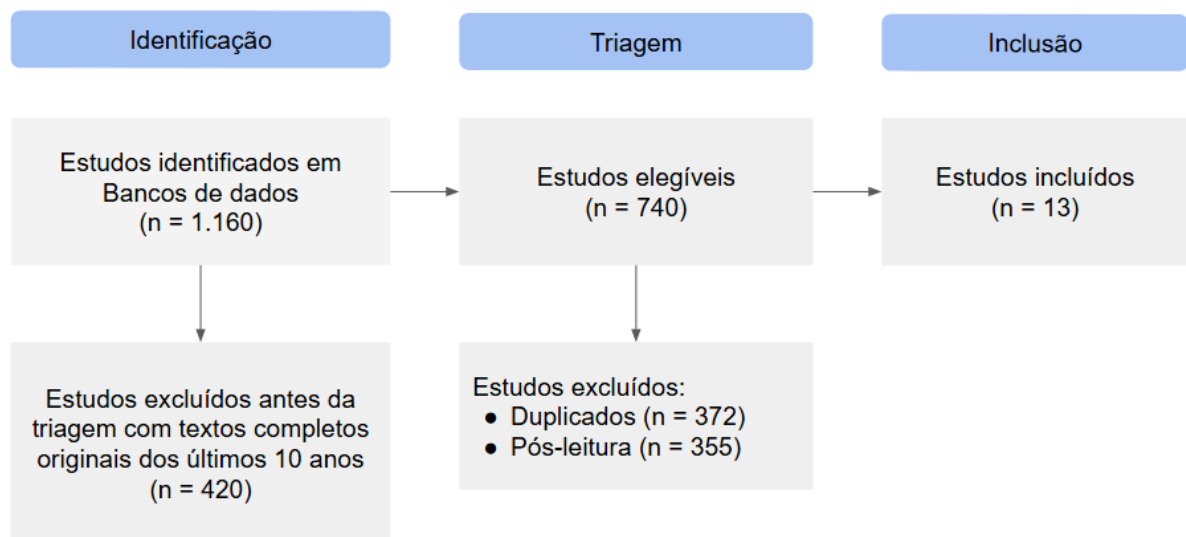 Identificação
Triagem
Inclusão
Estudos identificados em
Bancos de dados
(n = 1.160)
Estudos elegíveis
(n = 740)
Estudos incluídos
(n = 13)
Estudos excluídos antes da
triagem com textos completos
originais dos últimos 10 anos
(n = 420)
Estudos excluídos:
● Duplicados (n = 372)
● Pós-leitura (n = 355)